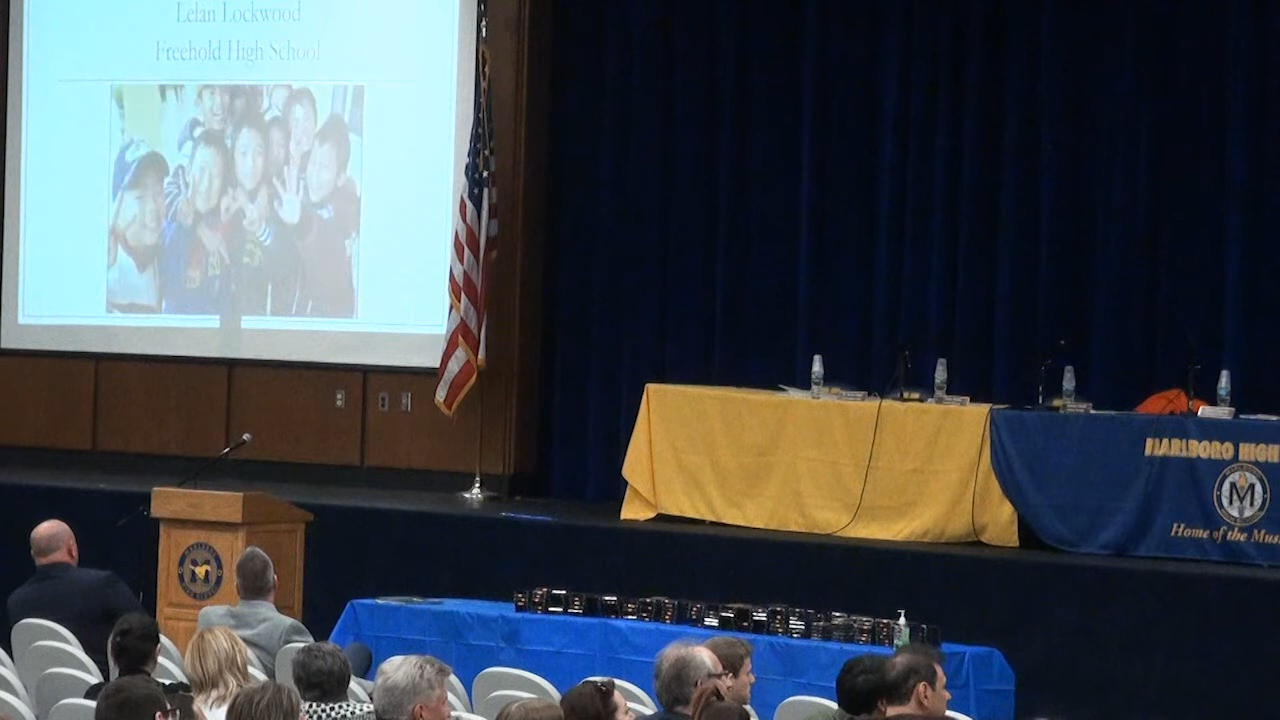 Lelan Lockwood
Freehold High School
MARLBORO HIGH
M
Home of the Mus
M